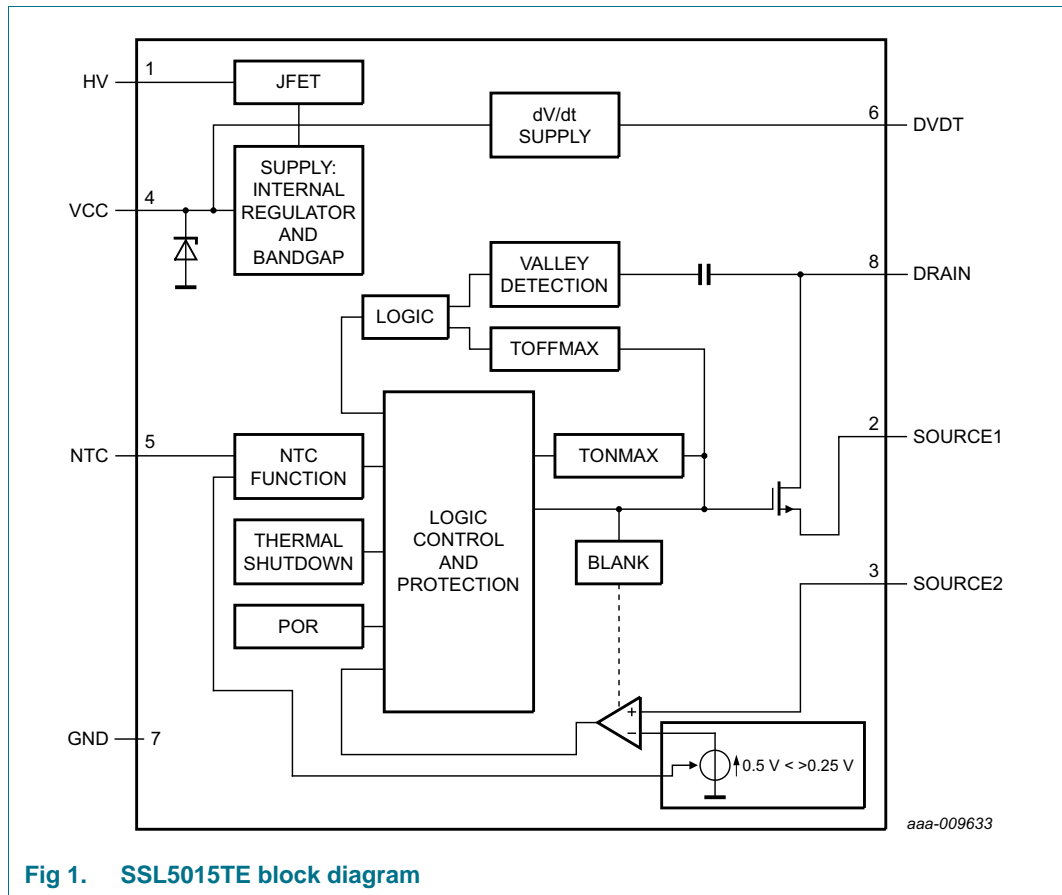 HV
1
JFET
dV/dt
SUPPLY
6
DVDT
VCC
4
SUPPLY:
INTERNAL
REGULATOR
AND
BANDGAP
VALLEY
DETECTION
8
DRAIN
LOGIC
TOFFMAX
NTC
5
NTC
FUNCTION
TONMAX
2
SOURCE1
THERMAL
SHUTDOWN
LOGIC
CONTROL
AND
PROTECTION
BLANK
3
SOURCE2
POR
+
−
GND
7
0.5 V < >0.25 V
aaa-009633
Fig 1. SSL5015TE block diagram